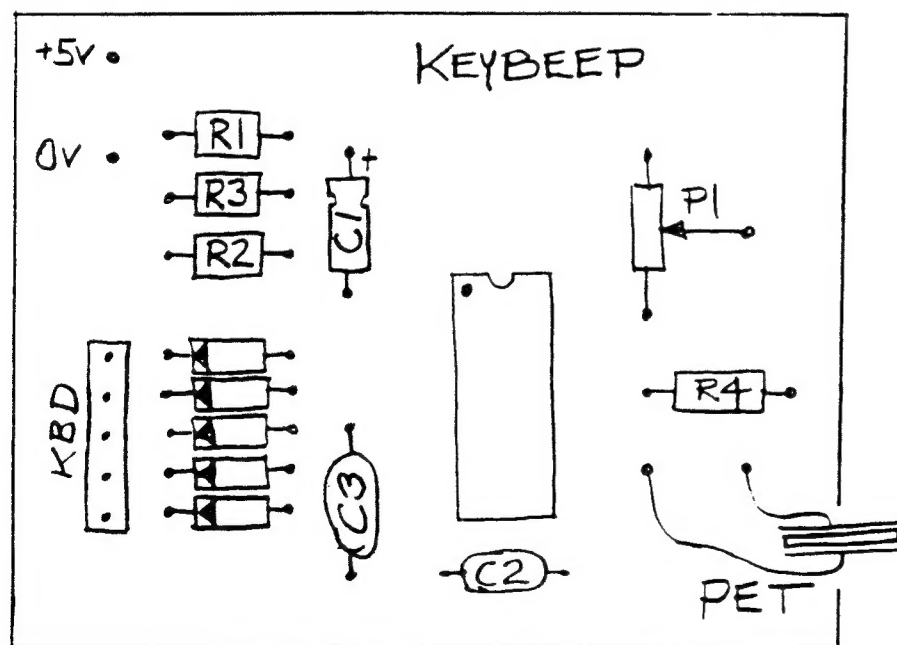 +5V
KEYBEEP
0V
R1
R3
R2
C1
+
P1
KBD
R4
C3
C2
PET